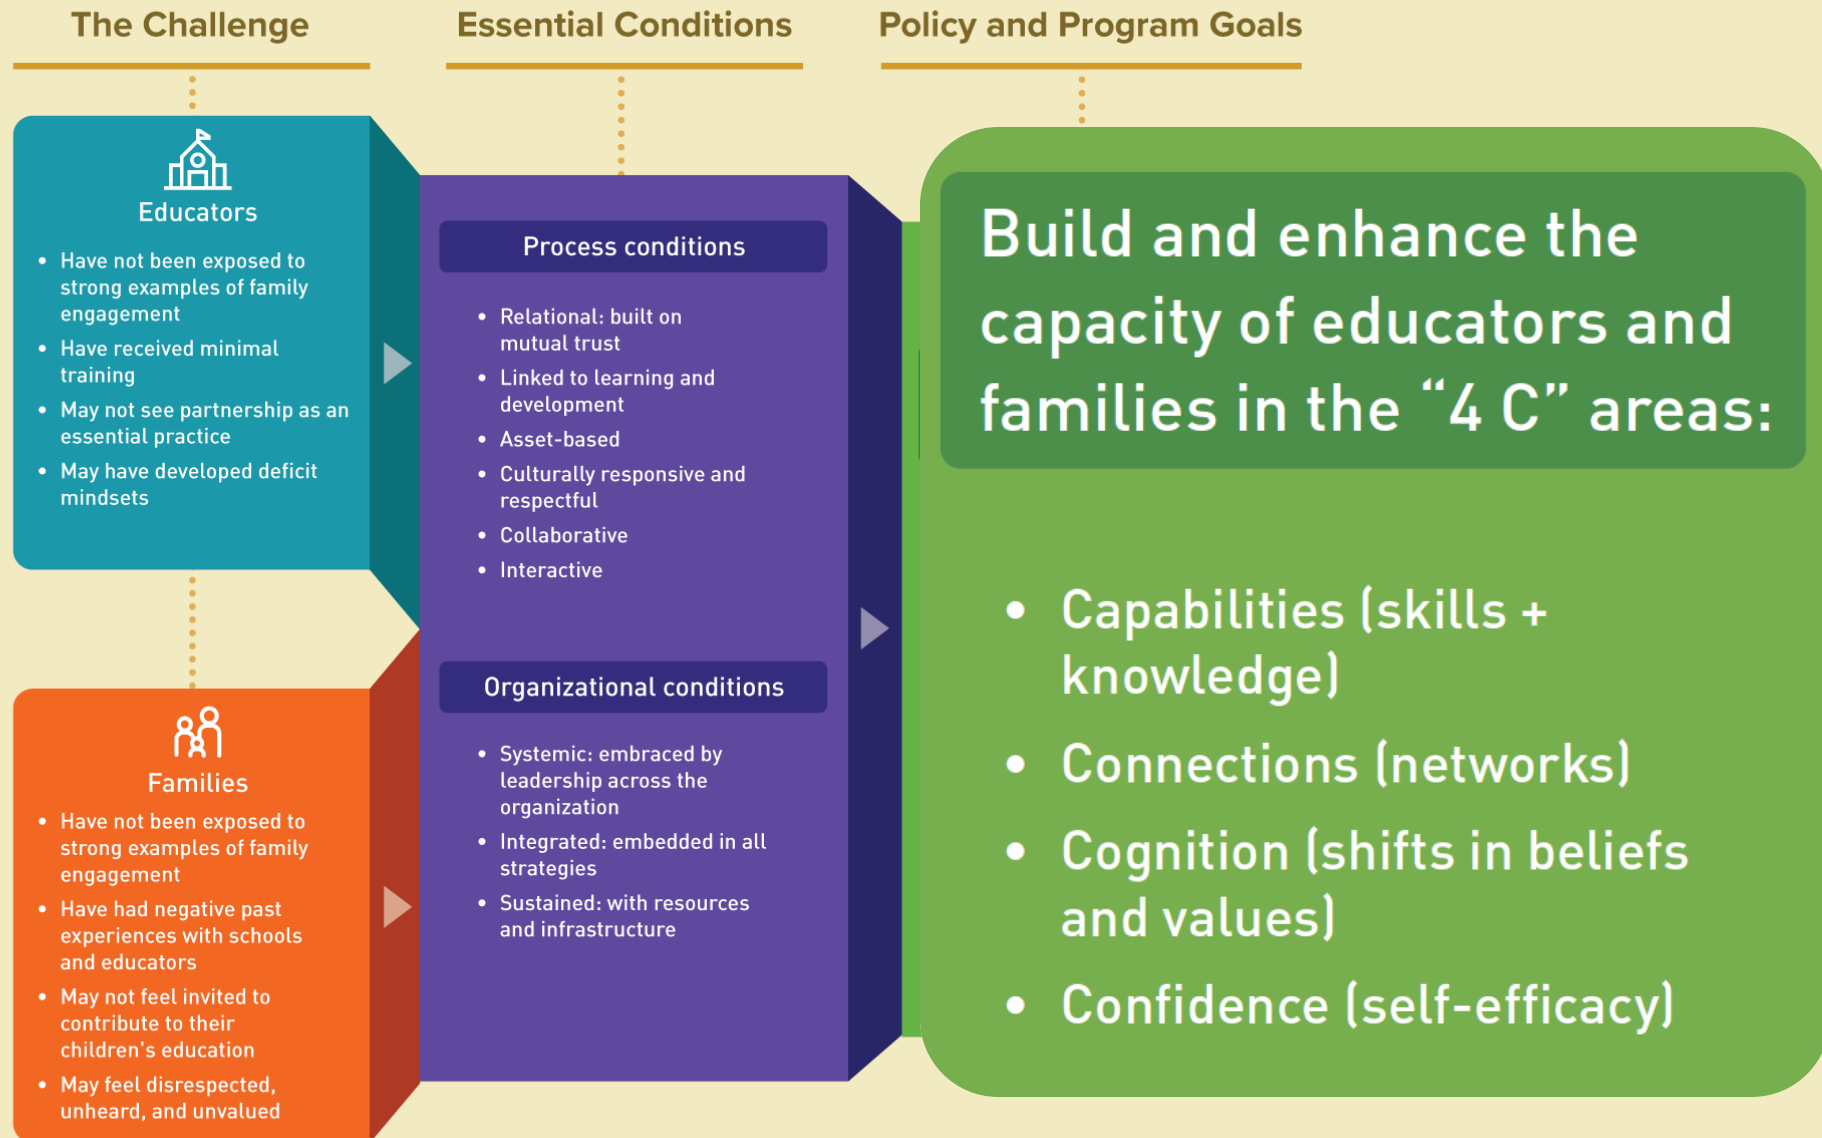 The Challenge
Essential Conditions
Policy and Program Goals
Educators
• Have not been exposed to
strong examples of family
engagement
• Have received minimal
training
• May not see partnership as an
essential practice
• May have developed deficit
mindsets
Families
• Have not been exposed to
strong examples of family
engagement
• Have had negative past
experiences with schools
and educators
• May not feel invited to
contribute to their
children's education
• May feel disrespected,
unheard, and unvalued
Process conditions
• Relational: built on
mutual trust
• Linked to learning and
development
• Asset-based
• Culturally responsive and
respectful
• Collaborative
• Interactive
Organizational conditions
• Systemic: embraced by
leadership across the
organization
• Integrated: embedded in all
strategies
• Sustained: with resources
and infrastructure
Build and enhance the
capacity of educators and
families in the “4 C” areas:
• Capabilities (skills +
knowledge)
• Connections (networks)
• Cognition (shifts in beliefs
and values)
• Confidence (self-efficacy)